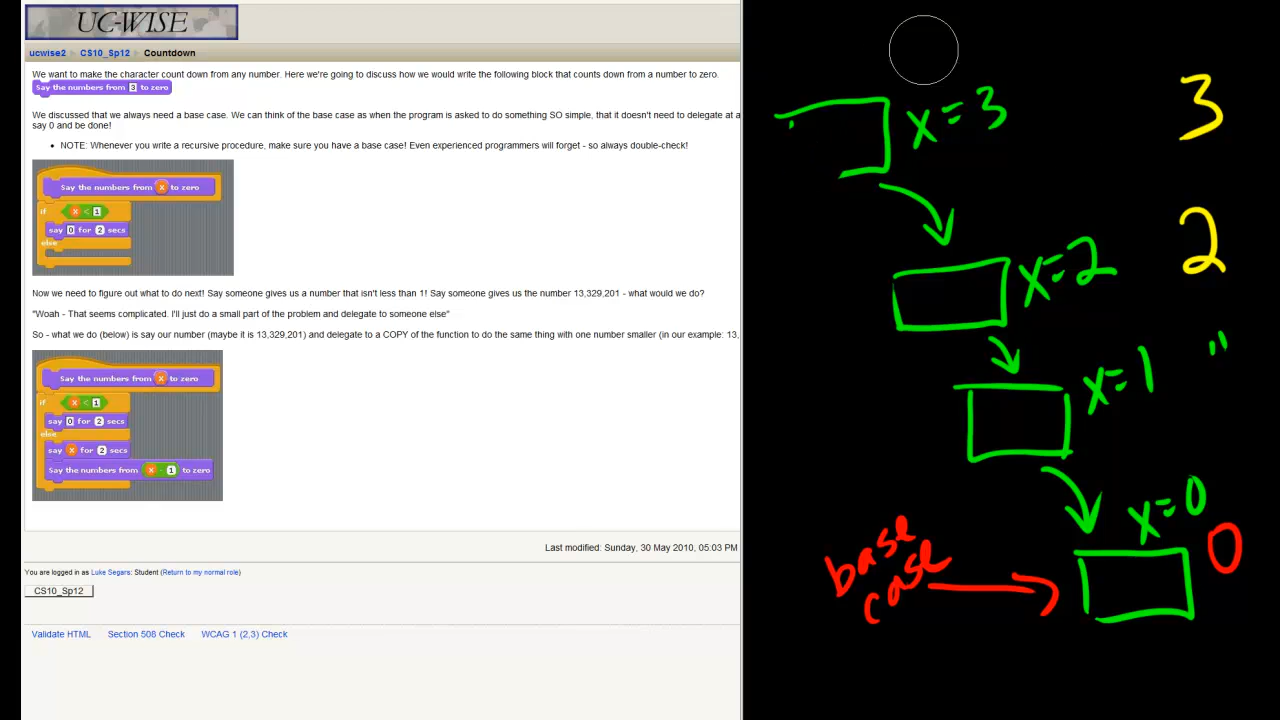 UC-WISE
ucwise2 ► CS10_Sp12 ► Countdown
We want to make the character count down from any number. Here we're going to discuss how we would write the following block that counts down from a number to zero.
Say the numbers from 3 to zero
We discussed that we always need a base case. We can think of the base case as when the program is asked to do something SO simple, that it doesn't need to delegate at a
say 0 and be done!
• NOTE: Whenever you write a recursive procedure, make sure you have a base case! Even experienced programmers will forget - so always double-check!
Say the numbers from x to zero
if x < 1
say 0 for 2 secs
else
Now we need to figure out what to do next! Say someone gives us a number that isn't less than 1! Say someone gives us the number 13,329,201 - what would we do?
"Woah - That seems complicated. I'll just do a small part of the problem and delegate to someone else"
So - what we do (below) is say our number (maybe it is 13,329,201) and delegate to a COPY of the function to do the same thing with one number smaller (in our example: 13,
Say the numbers from x to zero
if x < 1
say 0 for 2 secs
else
say x for 2 secs
Say the numbers from x - 1 to zero
Last modified: Sunday, 30 May 2010, 05:03 PM
You are logged in as Luke Segars: Student (Return to my normal role)
CS10_Sp12
Validate HTML Section 508 Check WCAG 1 (2,3) Check
x=3 3
x=2 2
x=1 "
x=0 0
base
case